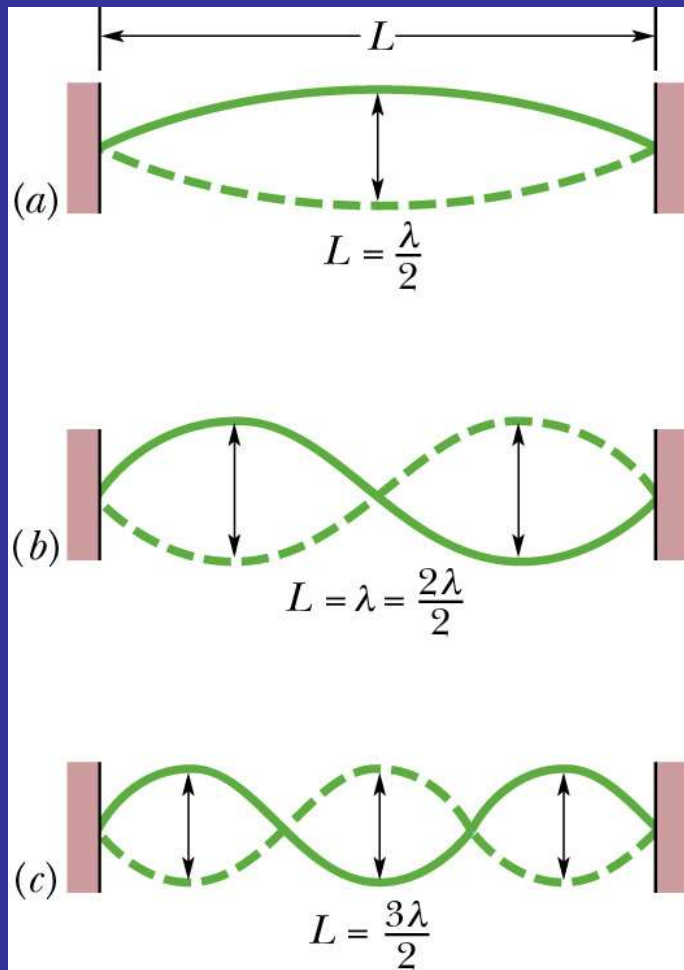 L
(a)
L = λ/2
(b)
L = λ = 2λ/2
(c)
L = 3λ/2